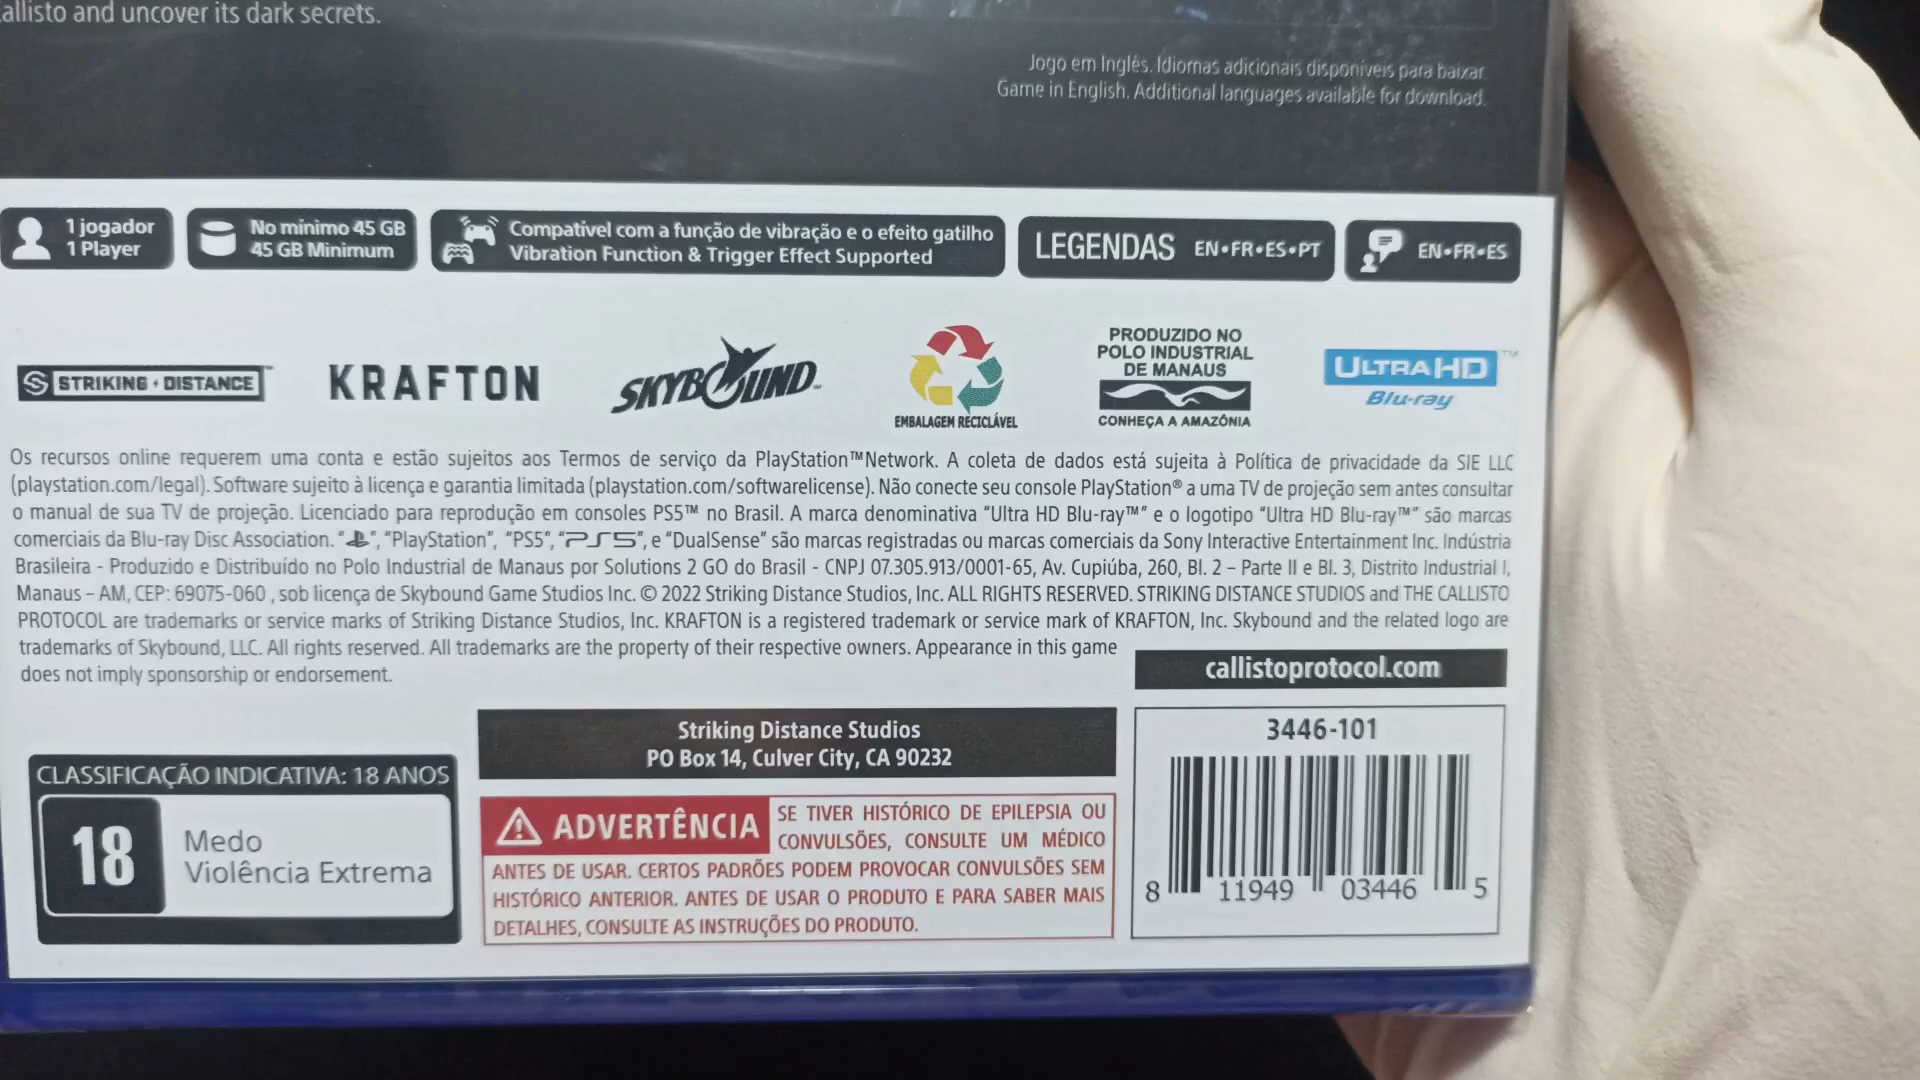 allisto and uncover its dark secrets.
Jogo em Inglês. Idiomas adicionais disponíveis para baixar.
Game in English. Additional languages available for download.
1 jogador
1 Player
No mínimo 45 GB
45 GB Minimum
Compatível com a função de vibração e o efeito gatilho
Vibration Function & Trigger Effect Supported
LEGENDAS EN•FR•ES•PT
EN•FR•ES
STRIKING DISTANCE™
KRAFTON
SKYBOUND™
EMBALAGEM RECICLÁVEL
PRODUZIDO NO
POLO INDUSTRIAL
DE MANAUS
CONHEÇA A AMAZÔNIA
ULTRA HD™
Blu-ray
Os recursos online requerem uma conta e estão sujeitos aos Termos de serviço da PlayStation™Network. A coleta de dados está sujeita à Política de privacidade da SIE LLC
(playstation.com/legal). Software sujeito à licença e garantia limitada (playstation.com/softwarelicense). Não conecte seu console PlayStation® a uma TV de projeção sem antes consultar
o manual de sua TV de projeção. Licenciado para reprodução em consoles PS5™ no Brasil. A marca denominativa “Ultra HD Blu-ray™” e o logotipo “Ultra HD Blu-ray™” são marcas
comerciais da Blu-ray Disc Association. “ ”, “PlayStation”, “PS5”, “PS5”, e “DualSense” são marcas registradas ou marcas comerciais da Sony Interactive Entertainment Inc. Indústria
Brasileira - Produzido e Distribuído no Polo Industrial de Manaus por Solutions 2 GO do Brasil - CNPJ 07.305.913/0001-65, Av. Cupiúba, 260, Bl. 2 – Parte II e Bl. 3, Distrito Industrial I,
Manaus – AM, CEP: 69075-060 , sob licença de Skybound Game Studios Inc. © 2022 Striking Distance Studios, Inc. ALL RIGHTS RESERVED. STRIKING DISTANCE STUDIOS and THE CALLISTO
PROTOCOL are trademarks or service marks of Striking Distance Studios, Inc. KRAFTON is a registered trademark or service mark of KRAFTON, Inc. Skybound and the related logo are
trademarks of Skybound, LLC. All rights reserved. All trademarks are the property of their respective owners. Appearance in this game
does not imply sponsorship or endorsement.
callistoprotocol.com
Striking Distance Studios
PO Box 14, Culver City, CA 90232
3446-101
8 11949 03446 5
CLASSIFICAÇÃO INDICATIVA: 18 ANOS
18
Medo
Violência Extrema
ADVERTÊNCIA SE TIVER HISTÓRICO DE EPILEPSIA OU
CONVULSÕES, CONSULTE UM MÉDICO
ANTES DE USAR. CERTOS PADRÕES PODEM PROVOCAR CONVULSÕES SEM
HISTÓRICO ANTERIOR. ANTES DE USAR O PRODUTO E PARA SABER MAIS
DETALHES, CONSULTE AS INSTRUÇÕES DO PRODUTO.